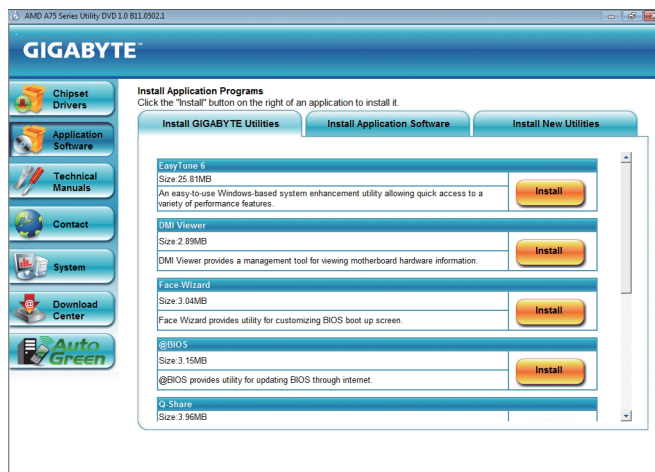 AMD A75 Series Utility DVD 1.0 B11.0502.1
GIGABYTE™
Chipset
Drivers
Application
Software
Technical
Manuals
Contact
System
Download
Center
Auto
Green
Install Application Programs
Click the "Install" button on the right of an application to install it.
Install GIGABYTE Utilities
Install Application Software
Install New Utilities
EasyTune 6
Size:25.81MB
An easy-to-use Windows-based system enhancement utility allowing quick access to a
variety of performance features.
Install
DMI Viewer
Size:2.89MB
DMI Viewer provides a management tool for viewing motherboard hardware information.
Install
Face-Wizard
Size:3.04MB
Face Wizard provides utility for customizing BIOS boot up screen.
Install
@BIOS
Size:3.15MB
@BIOS provides utility for updating BIOS through internet.
Install
Q-Share
Size:3.96MB